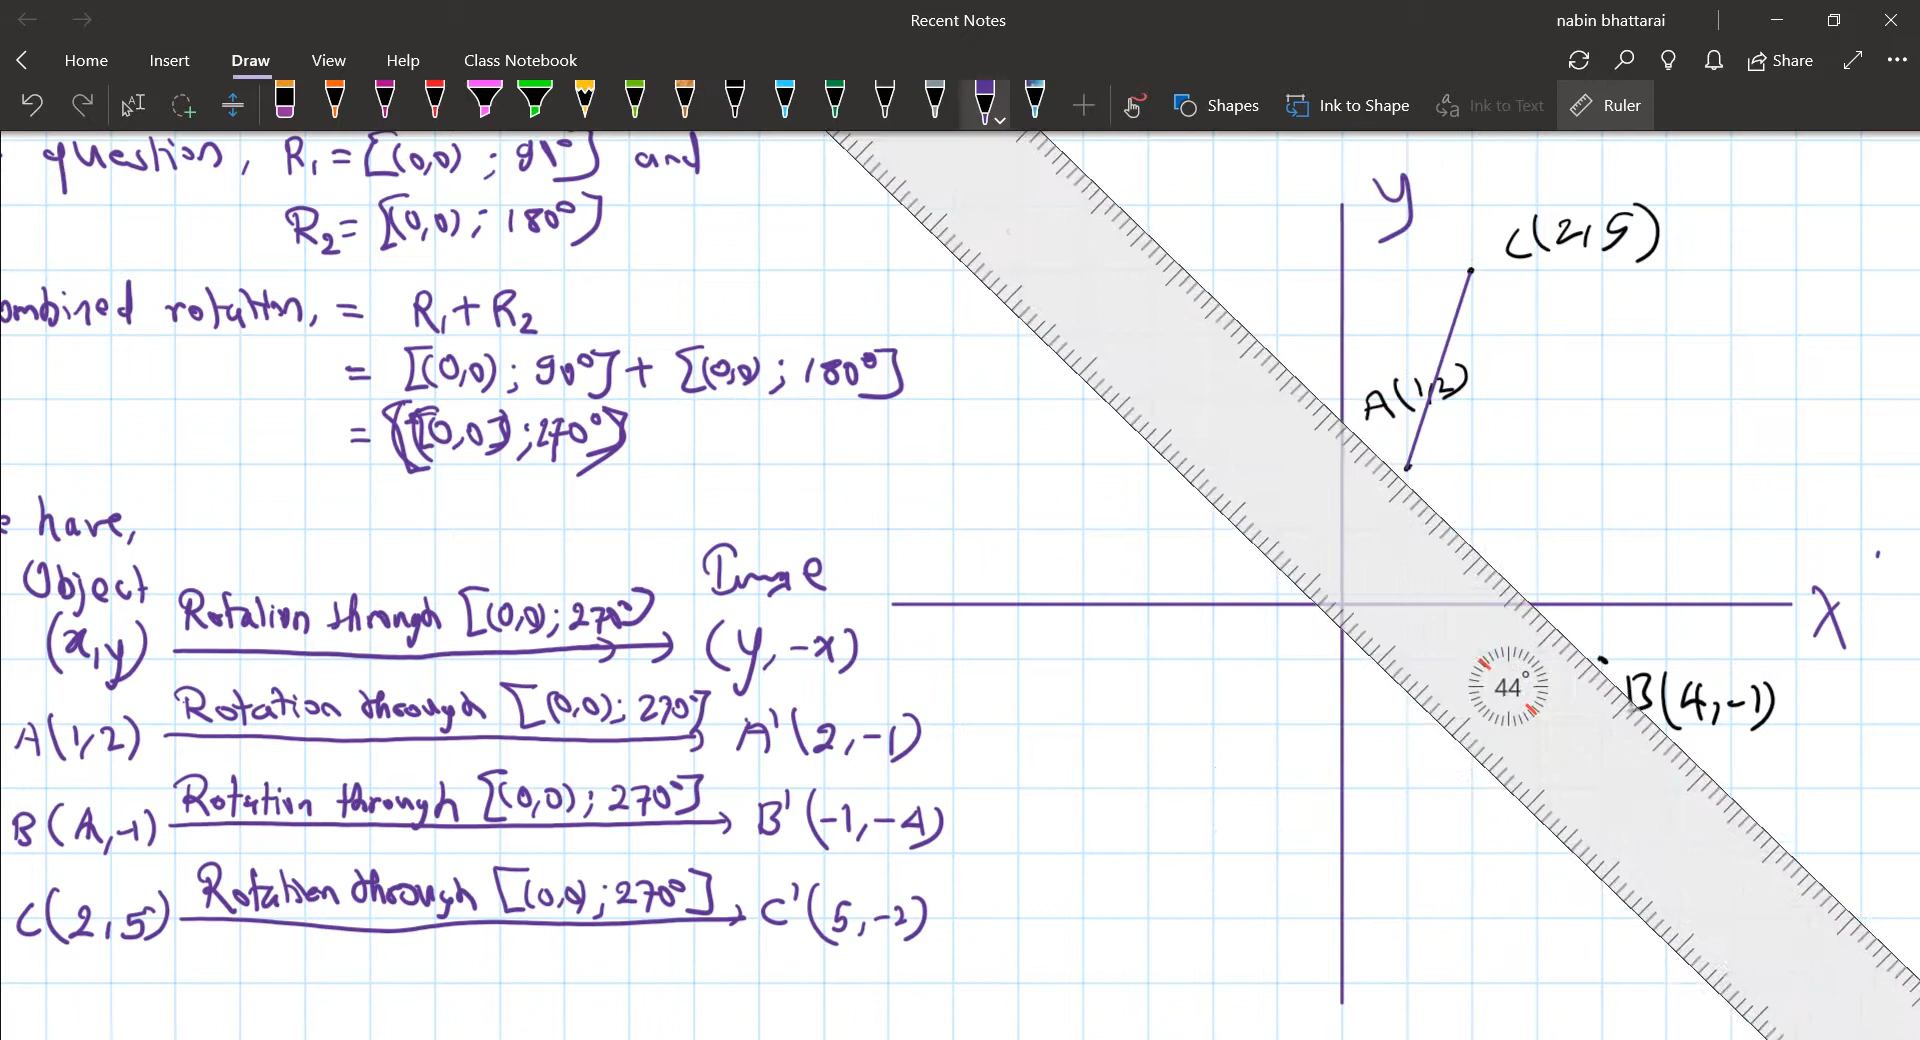 Recent Notes
nabin bhattarai
Home Insert Draw View Help Class Notebook
Share
Shapes Ink to Shape Ink to Text Ruler
question, R₁ = [(0,0) ; 90°] and
R₂ = [(0,0) ; 180°]
ombined rotation, = R₁ + R₂
= [(0,0) ; 90°] + [(0,0) ; 180°]
= [(0,0) ; 270°]
e have,
Object Image
(x,y) Rotation through [(0,0); 270°] (y, -x)
A(1,2) Rotation through [(0,0); 270°] A'(2,-1)
B(4,-1) Rotation through [(0,0); 270°] B'(-1,-4)
C(2,5) Rotation through [(0,0); 270°] C'(5,-2)
Y
C(2,5)
A(1,2)
X
44°
B(4,-1)